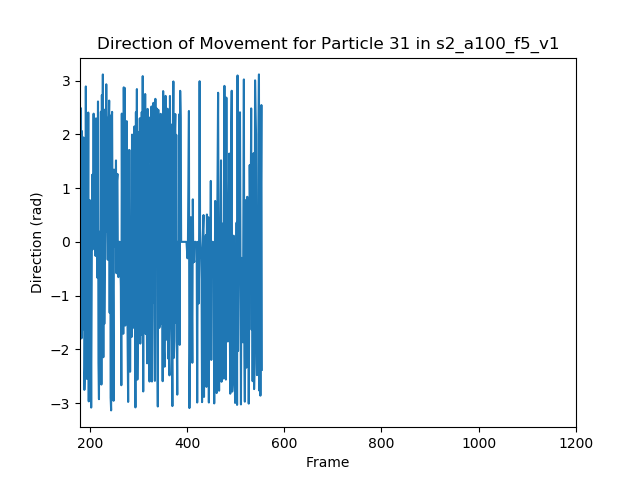 Direction of Movement for Particle 31 in s2_a100_f5_v1
3
2
1
0
−1
−2
−3
Direction (rad)
200 400 600 800 1000 1200
Frame